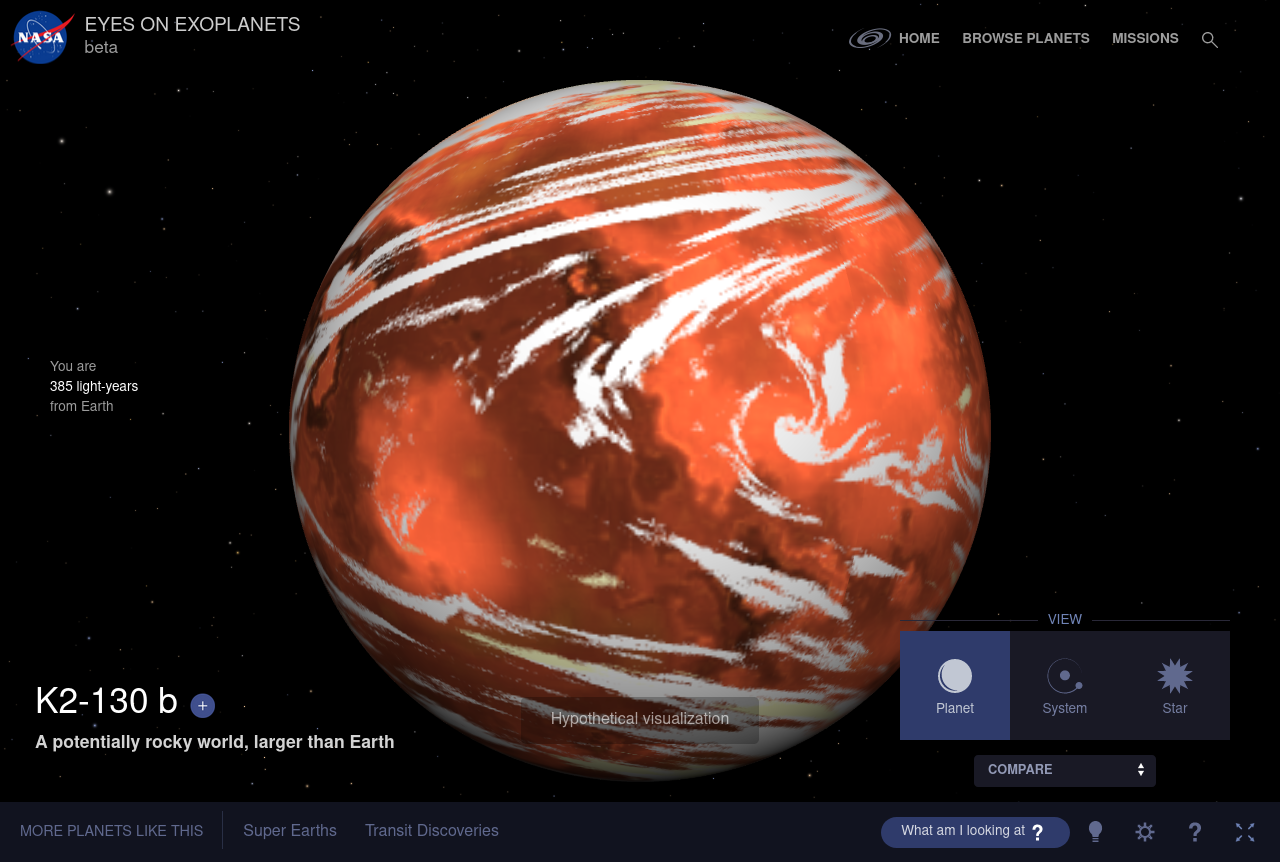 NASA
EYES ON EXOPLANETS
beta
HOME
BROWSE PLANETS
MISSIONS
You are
385 light-years
from Earth
VIEW
Planet
System
Star
K2-130 b +
Hypothetical visualization
A potentially rocky world, larger than Earth
COMPARE
MORE PLANETS LIKE THIS
Super Earths
Transit Discoveries
What am I looking at ?
?